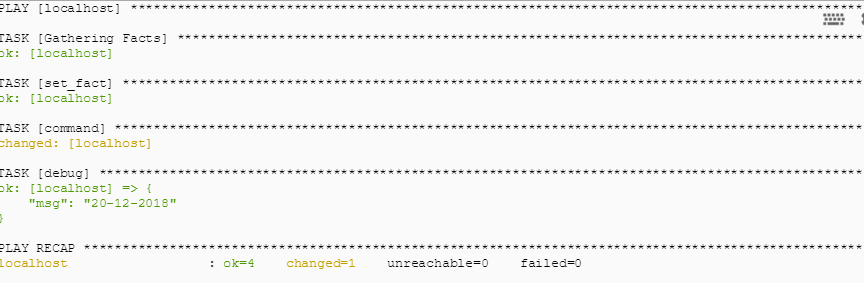 PLAY [localhost] **********************************************************************************************
TASK [Gathering Facts] ****************************************************************************************
ok: [localhost]
TASK [set_fact] ***********************************************************************************************
ok: [localhost]
TASK [command] ************************************************************************************************
changed: [localhost]
TASK [debug] **************************************************************************************************
ok: [localhost] => {
    "msg": "20-12-2018"
}
PLAY RECAP ****************************************************************************************************
localhost                  : ok=4    changed=1    unreachable=0    failed=0